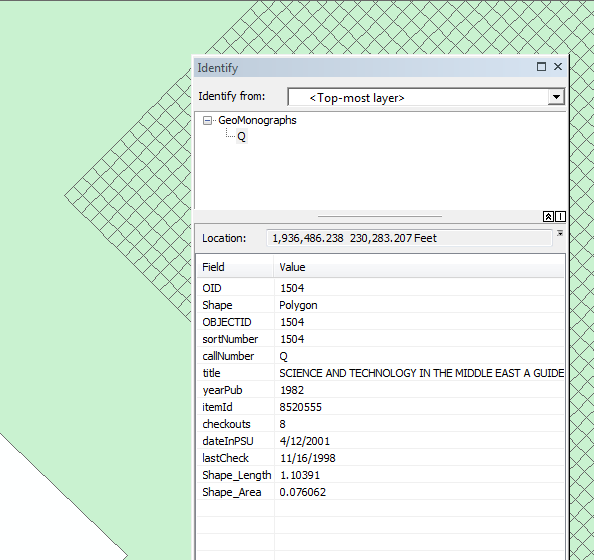 Identify
Identify from: <Top-most layer>
GeoMonographs
Q
Location: 1,936,486.238 230,283.207 Feet
Field Value
OID 1504
Shape Polygon
OBJECTID 1504
sortNumber 1504
callNumber Q
title SCIENCE AND TECHNOLOGY IN THE MIDDLE EAST A GUIDE
yearPub 1982
itemId 8520555
checkouts 8
dateInPSU 4/12/2001
lastCheck 11/16/1998
Shape_Length 1.10391
Shape_Area 0.076062